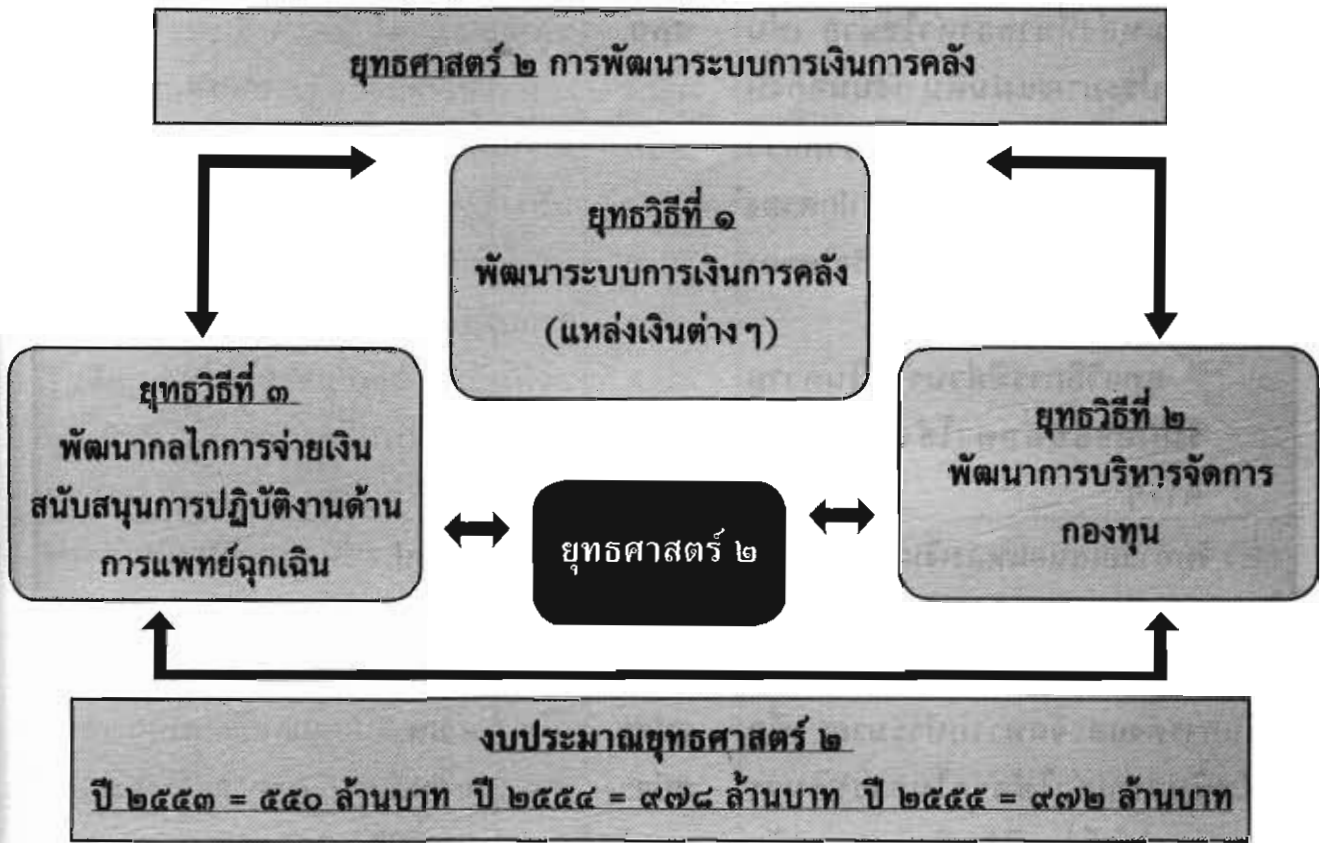 ยุทธศาสตร์ ๒ การพัฒนาระบบการเงินการคลัง
ยุทธวิธีที่ ๑
พัฒนาระบบการเงินการคลัง
(แหล่งเงินต่าง ๆ)
ยุทธวิธีที่ ๓
พัฒนากลไกการจ่ายเงิน
สนับสนุนการปฏิบัติงานด้าน
การแพทย์ฉุกเฉิน
ยุทธศาสตร์ ๒
ยุทธวิธีที่ ๒
พัฒนาการบริหารจัดการ
กองทุน
งบประมาณยุทธศาสตร์ ๒
ปี ๒๕๕๓ = ๕๕๐ ล้านบาท ปี ๒๕๕๔ = ๙๗๘ ล้านบาท ปี ๒๕๕๕ = ๙๗๒ ล้านบาท